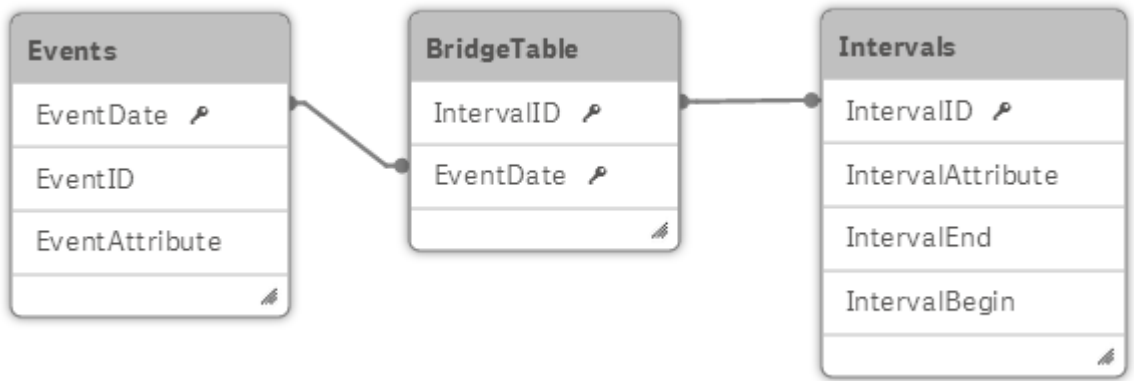 Events
EventDate
EventID
EventAttribute
BridgeTable
IntervalID
EventDate
Intervals
IntervalID
IntervalAttribute
IntervalEnd
IntervalBegin